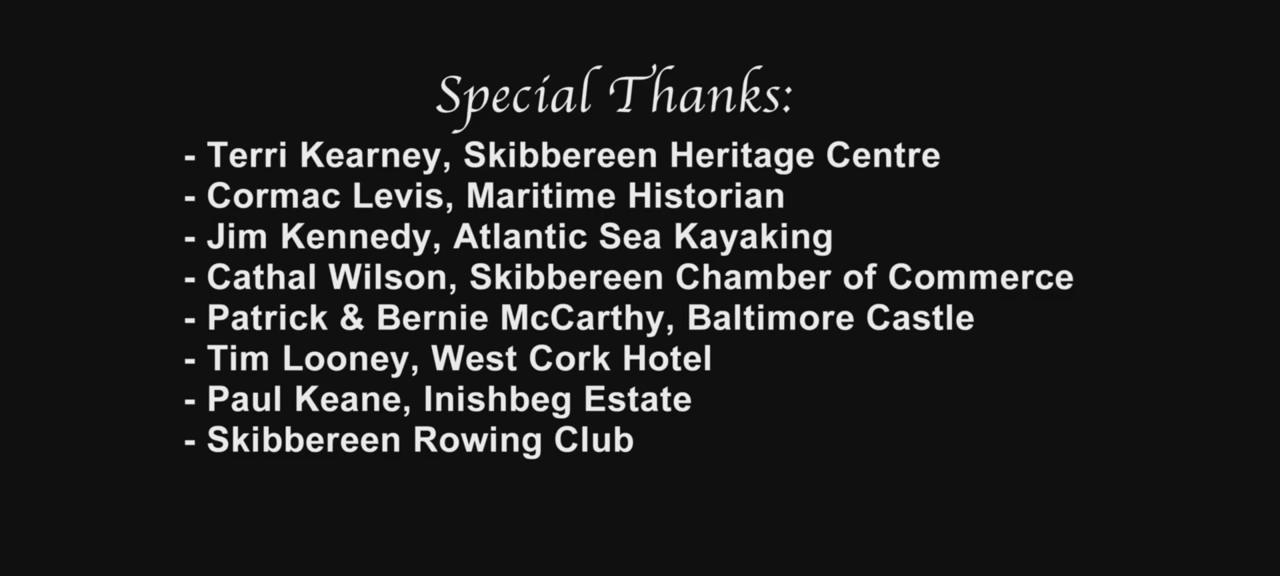 Special Thanks:
- Terri Kearney, Skibbereen Heritage Centre
- Cormac Levis, Maritime Historian
- Jim Kennedy, Atlantic Sea Kayaking
- Cathal Wilson, Skibbereen Chamber of Commerce
- Patrick & Bernie McCarthy, Baltimore Castle
- Tim Looney, West Cork Hotel
- Paul Keane, Inishbeg Estate
- Skibbereen Rowing Club